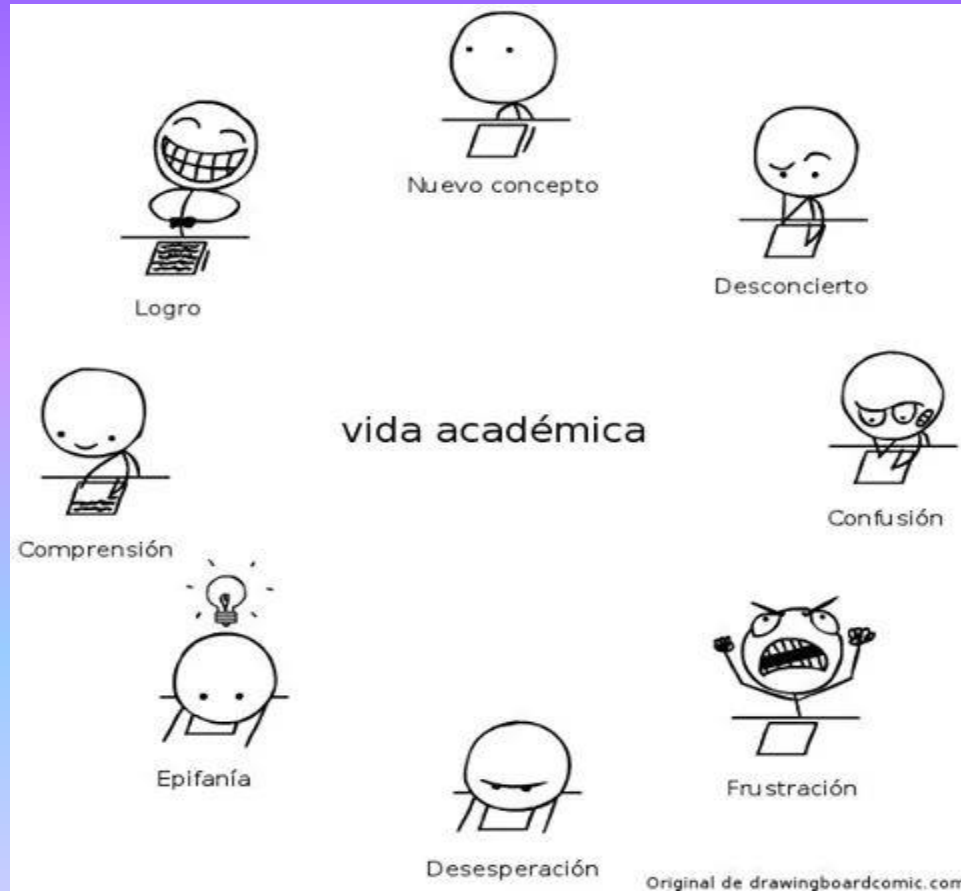 Nuevo concepto
Desconcierto
Confusión
Frustración
Desesperación
Epifanía
Comprensión
Logro
vida académica
Original de drawingboardcomic.com